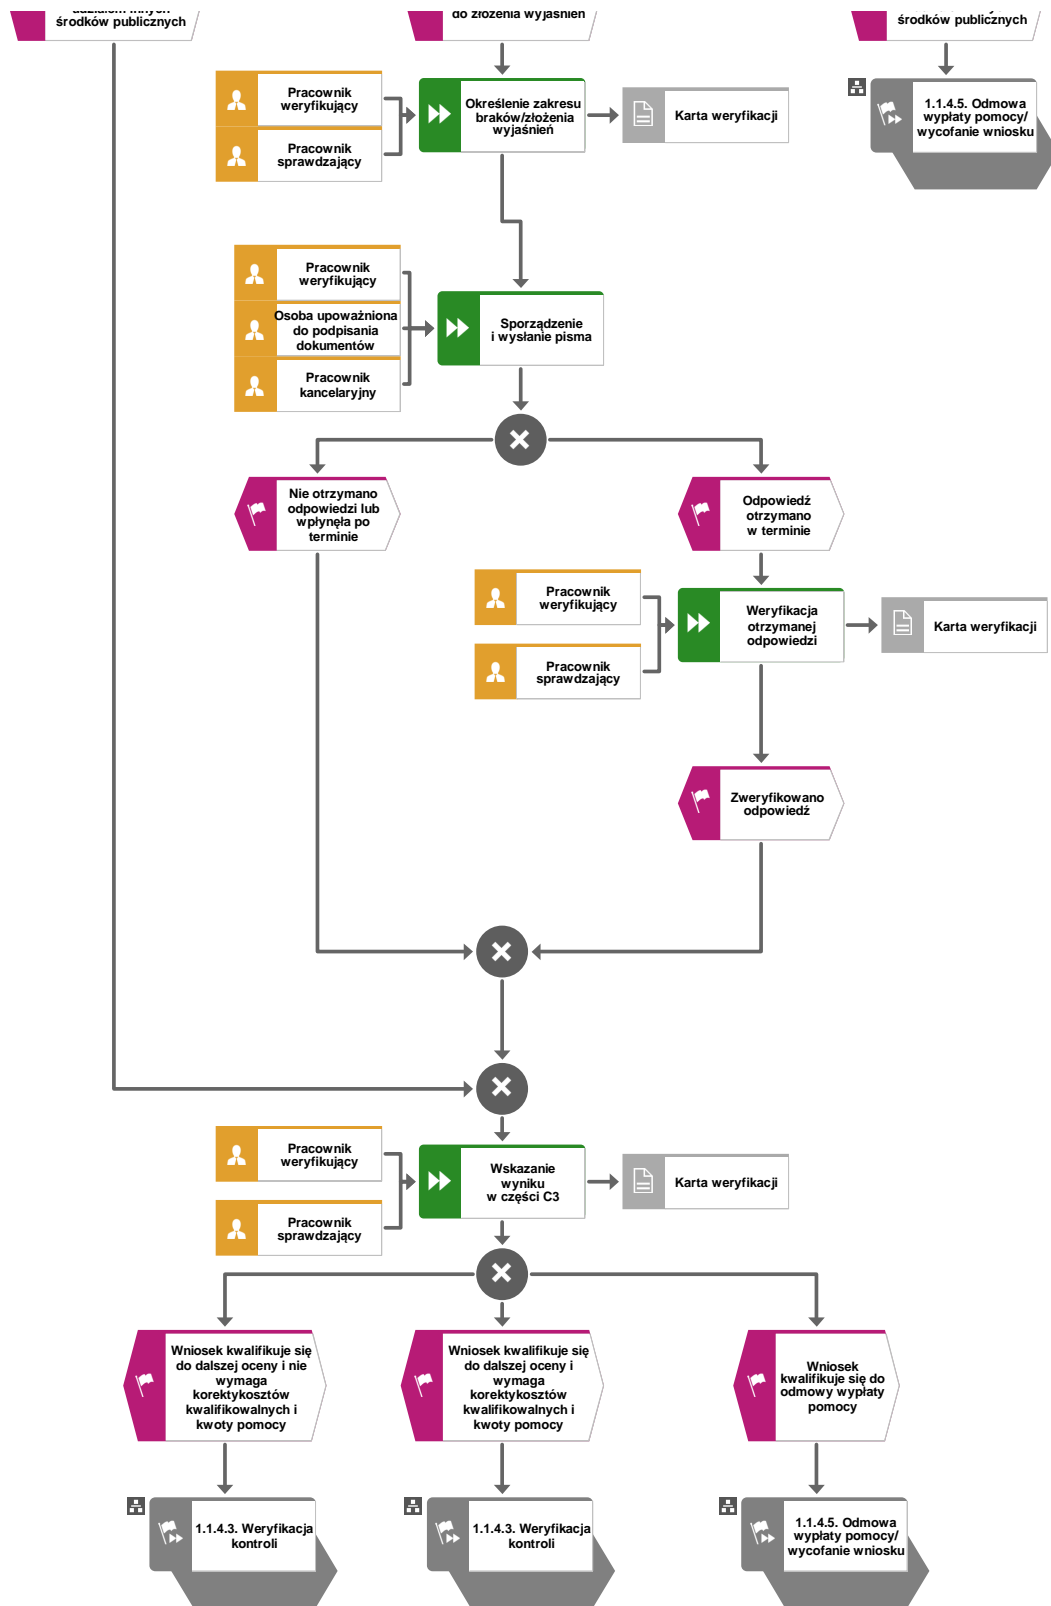 środków publicznych
do złożenia wyjaśnień
środków publicznych
Pracownik
weryfikujący
Pracownik
sprawdzający
Określenie zakresu
braków/złożenia
wyjaśnień
Karta weryfikacji
1.1.4.5. Odmowa
wypłaty pomocy/
wycofanie wniosku
Pracownik
weryfikujący
Osoba upoważniona
do podpisania
dokumentów
Pracownik
kancelaryjny
Sporządzenie
i wysłanie pisma
Nie otrzymano
odpowiedzi lub
wpłynęła po
terminie
Odpowiedź
otrzymano
w terminie
Pracownik
weryfikujący
Pracownik
sprawdzający
Weryfikacja
otrzymanej
odpowiedzi
Karta weryfikacji
Zweryfikowano
odpowiedź
Pracownik
weryfikujący
Pracownik
sprawdzający
Wskazanie
wyniku
w części C3
Karta weryfikacji
Wniosek kwalifikuje się
do dalszej oceny i nie
wymaga
korektykosztów
kwalifikowalnych i
kwoty pomocy
Wniosek kwalifikuje się
do dalszej oceny i
wymaga
korektykosztów
kwalifikowalnych i
kwoty pomocy
Wniosek
kwalifikuje się do
odmowy wypłaty
pomocy
1.1.4.3. Weryfikacja
kontroli
1.1.4.3. Weryfikacja
kontroli
1.1.4.5. Odmowa
wypłaty pomocy/
wycofanie wniosku